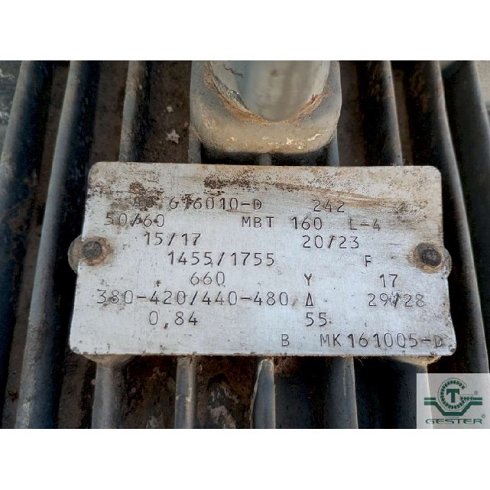 676010-D 242
50/60 MBT 160 L-4
15/17 20/23
1455/1755 F
660 Y 17
380-420/440-480 Δ 29/28
0,84 55
B MK161005-D
T
GESTER